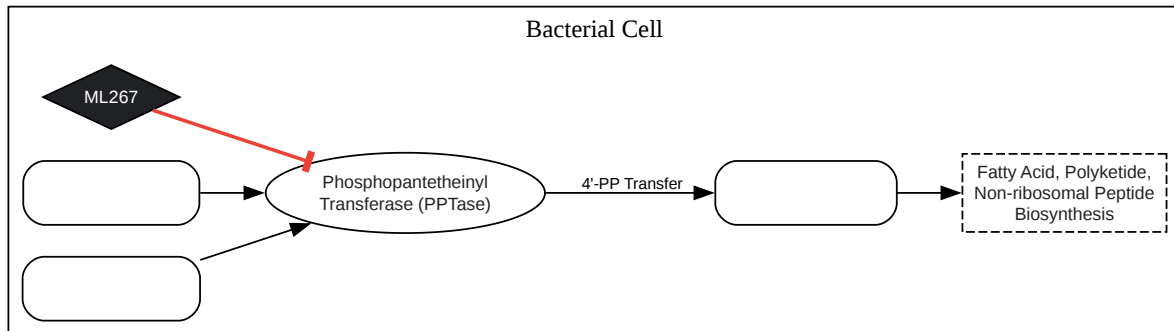 Bacterial Cell
ML267
Phosphopantetheinyl
Transferase (PPTase)
4'-PP Transfer
Fatty Acid, Polyketide,
Non-ribosomal Peptide
Biosynthesis